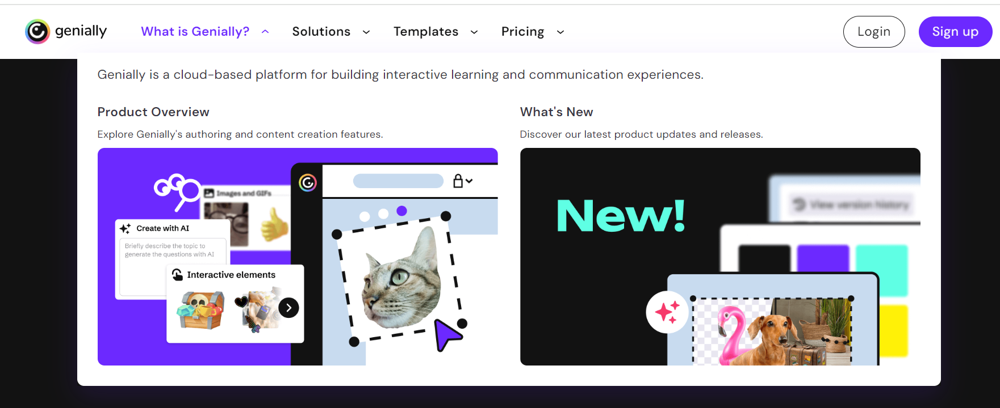 genially
What is Genially?
Solutions
Templates
Pricing
Login
Sign up
Genially is a cloud-based platform for building interactive learning and communication experiences.
Product Overview
Explore Genially's authoring and content creation features.
Images and GIFs
Create with AI
Briefly describe the topic to
generate the questions with AI
Interactive elements
What's New
Discover our latest product updates and releases.
New!
View version history